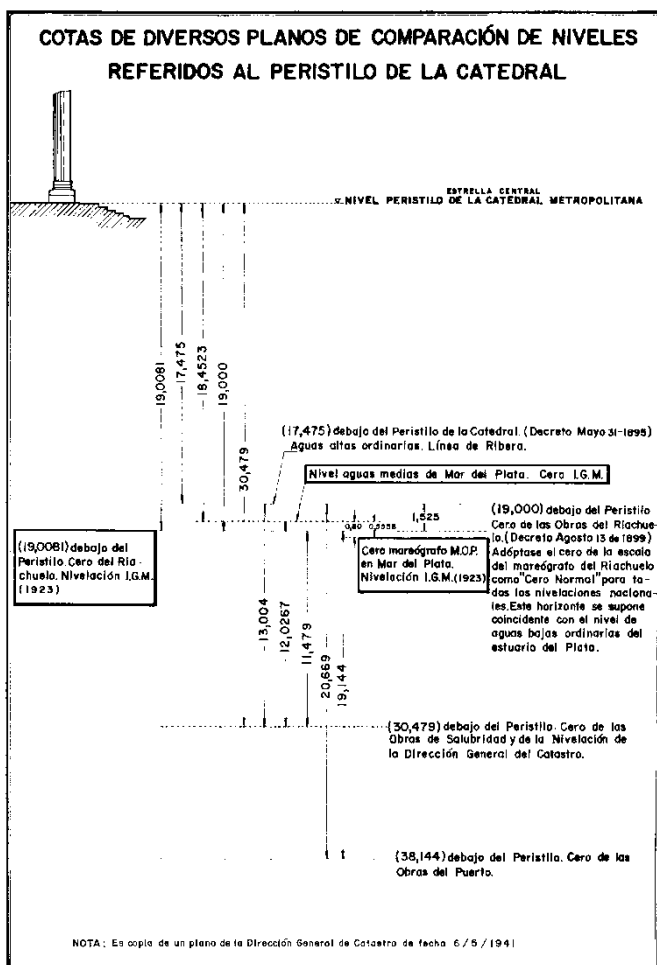 COTAS DE DIVERSOS PLANOS DE COMPARACIÓN DE NIVELES
REFERIDOS AL PERISTILO DE LA CATEDRAL
ESTRELLA CENTRAL
NIVEL PERISTILO DE LA CATEDRAL METROPOLITANA
19,0081
17,475
18,4523
19,000
30,479
(17,475) debajo del Peristilo de la Catedral. (Decreto Mayo 31-1895)
Aguas altas ordinarias. Línea de Ribera.
Nivel aguas medias de Mar del Plata. Cero I.G.M.
1,525
(19,0081) debajo del
Peristilo. Cero del Ria-
chuelo. Nivelación I.G.M.
(1923)
Cero mareógrafo M.O.P.
en Mar del Plata.
Nivelación I.G.M. (1923)
(19,000) debajo del Peristilo
Cero de las Obras del Riachue-
lo. (Decreto Agosto 13 de 1899)
Adóptase el cero de la escala
del mareógrafo del Riachuelo
como "Cero Normal" para to-
das las nivelaciones naciona-
les. Este horizonte se supone
coincidente con el nivel de
aguas bajas ordinarias del
estuario del Plata.
13,004
12,0267
11,479
20,669
19,144
(30,479) debajo del Peristilo. Cero de las
Obras de Salubridad y de la Nivelación de
la Dirección General del Catastro.
(38,144) debajo del Peristilo. Cero de las
Obras del Puerto.
NOTA: Es copia de un plano de la Dirección General de Catastro de fecha 6/5/1941